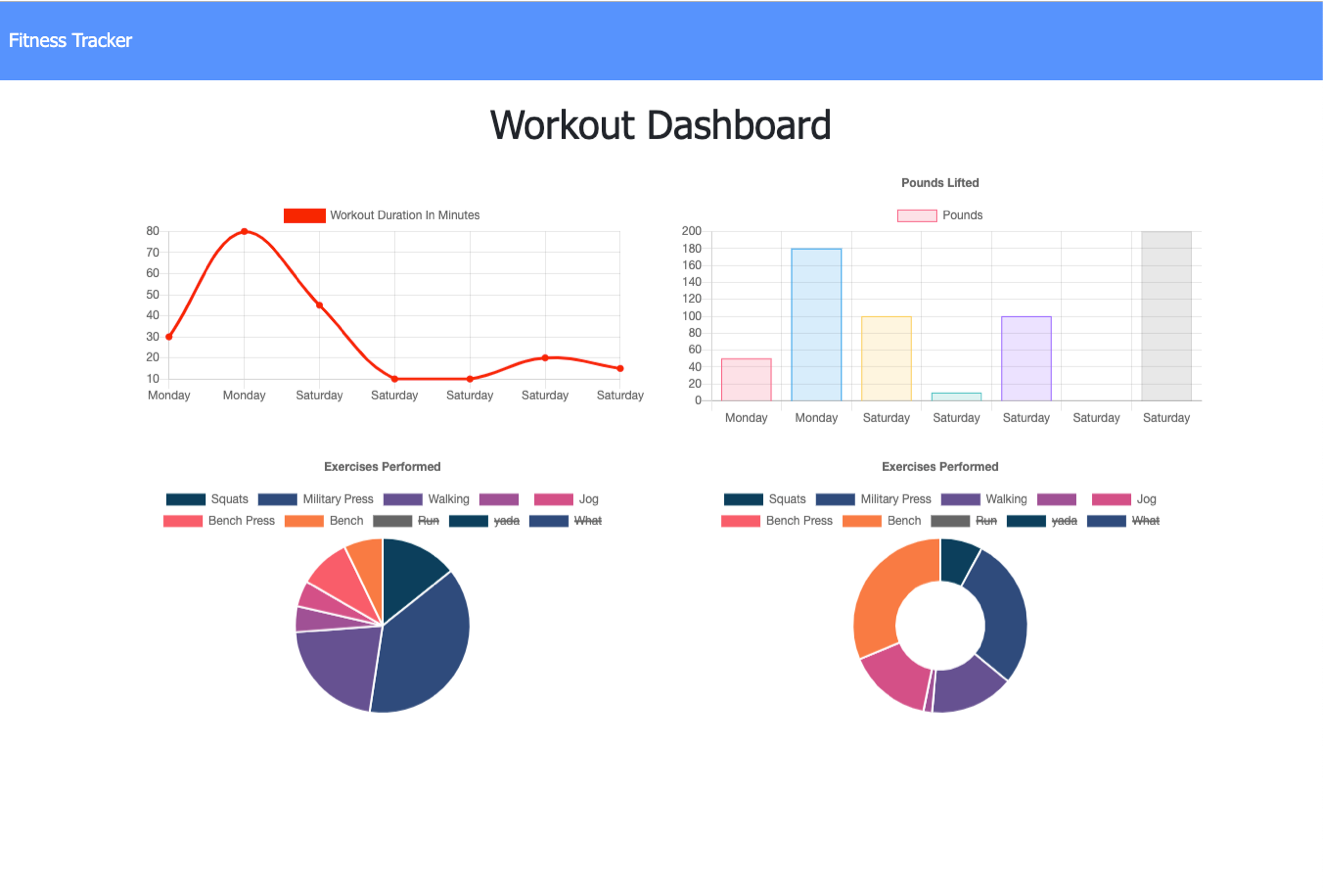 Fitness Tracker
Workout Dashboard
Workout Duration In Minutes
80
70
60
50
40
30
20
10
Monday Monday Saturday Saturday Saturday Saturday Saturday
Pounds Lifted
Pounds
200
180
160
140
120
100
80
60
40
20
0
Monday Monday Saturday Saturday Saturday Saturday Saturday
Exercises Performed
Squats Military Press Walking Jog
Bench Press Bench Run yada What
Exercises Performed
Squats Military Press Walking Jog
Bench Press Bench Run yada What